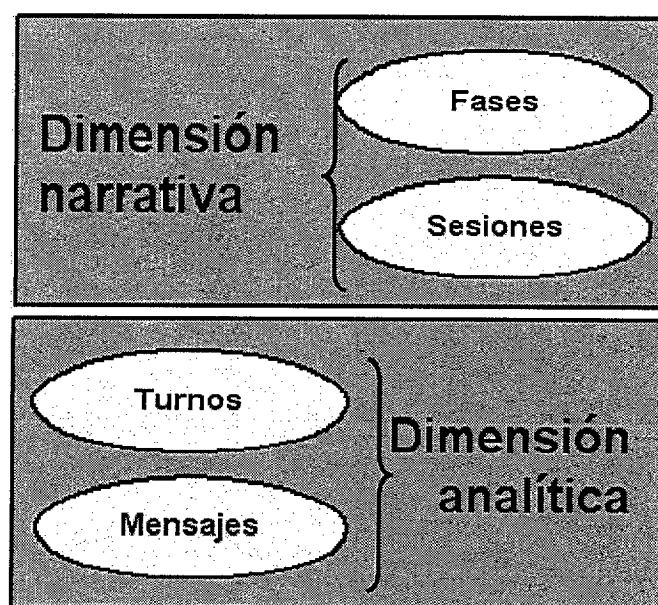 Dimensión
narrativa
Fases
Sesiones
Turnos
Mensajes
Dimensión
analítica